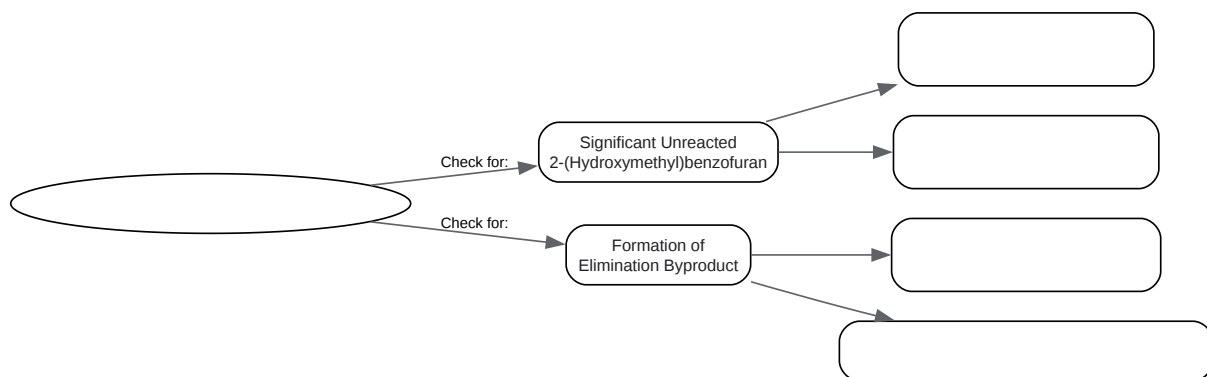 Check for:
Significant Unreacted
2-(Hydroxymethyl)benzofuran
Check for:
Formation of
Elimination Byproduct